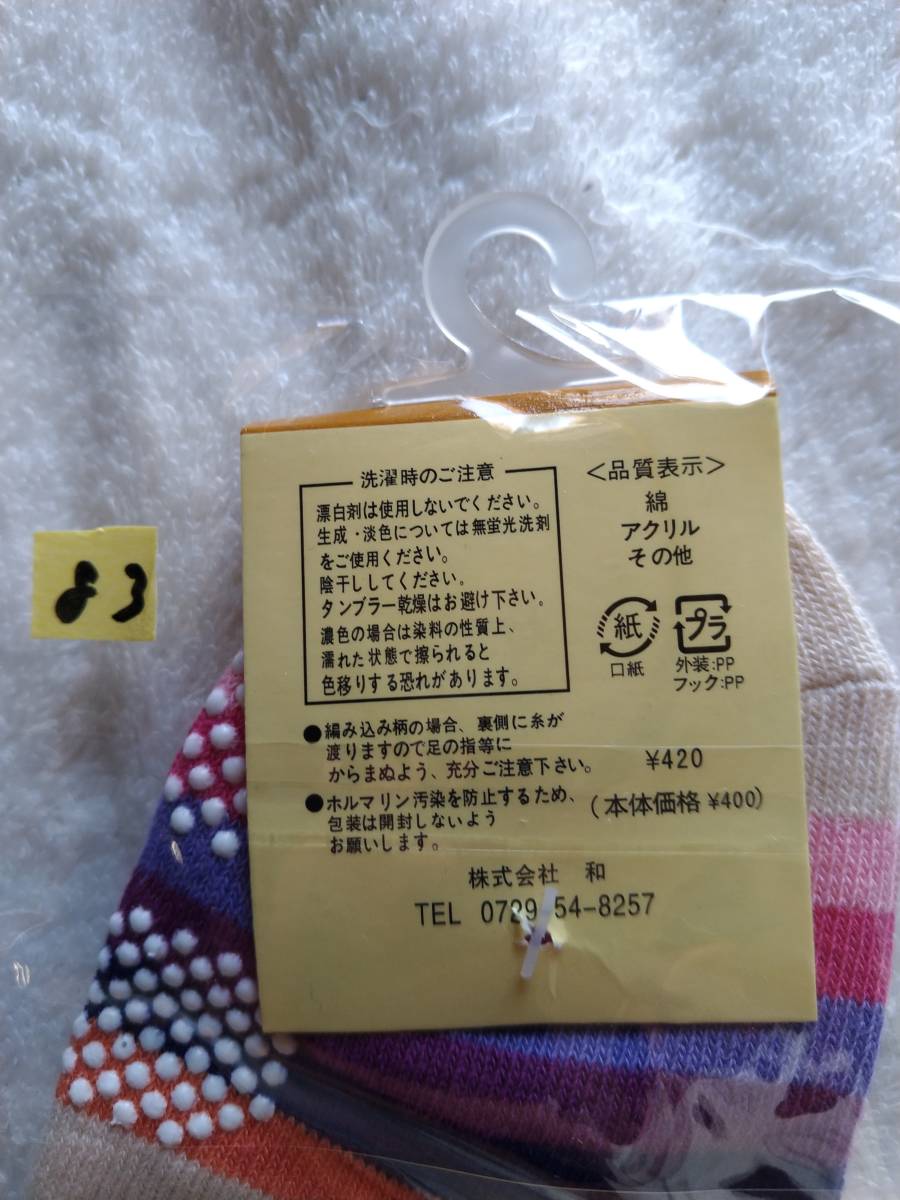 洗濯時のご注意
漂白剤は使用しないでください。
生成・淡色については無蛍光洗剤
をご使用ください。
陰干ししてください。
タンブラー乾燥はお避け下さい。
濃色の場合は染料の性質上、
濡れた状態で擦られると
色移りする恐れがあります。
●編み込み柄の場合、裏側に糸が
渡りますので足の指等に
からまぬよう、充分ご注意下さい。
●ホルマリン汚染を防止するため、
包装は開封しないよう
お願いします。
<品質表示>
綿
アクリル
その他
紙
口紙
プラ
外装:PP
フック:PP
¥420
(本体価格 ¥400)
株式会社 和
TEL 0729 54-8257
83